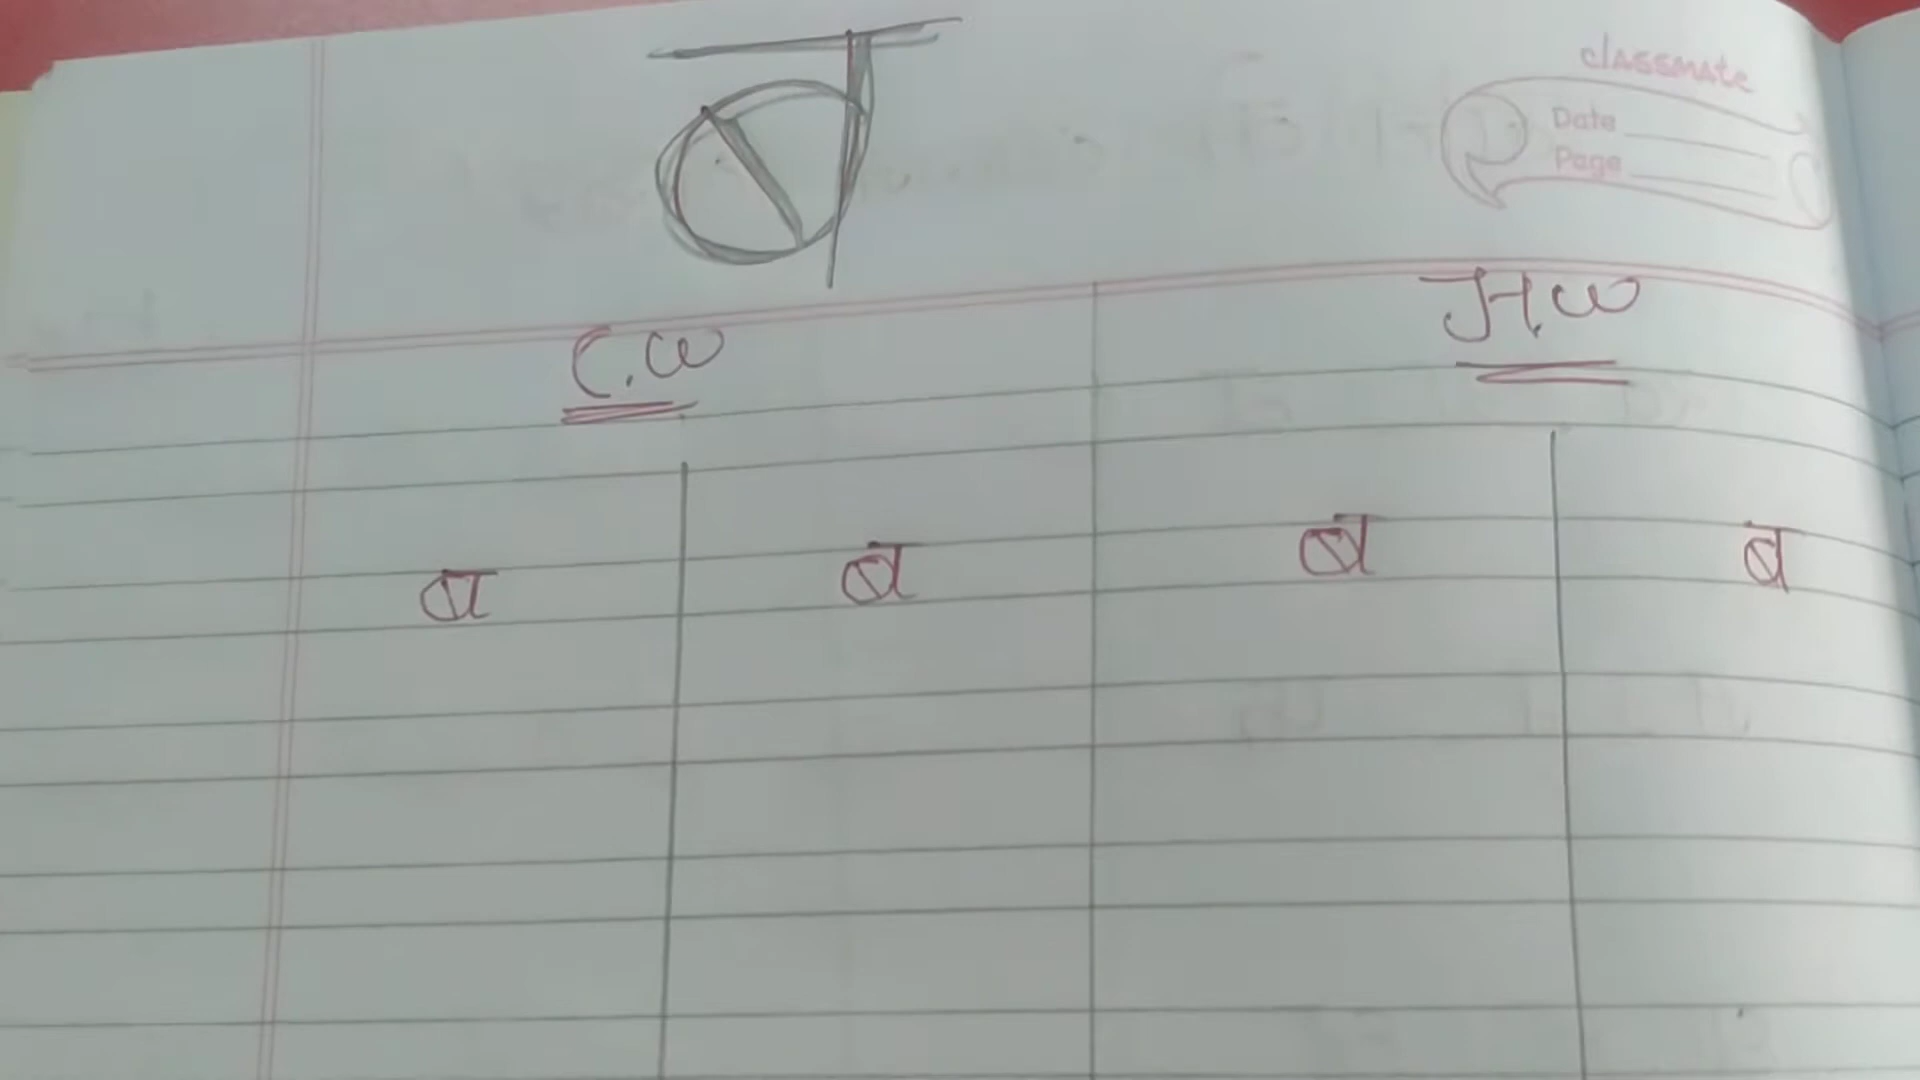 ब
classmate
Date
Page
C.W H.W
ब ब ब ब